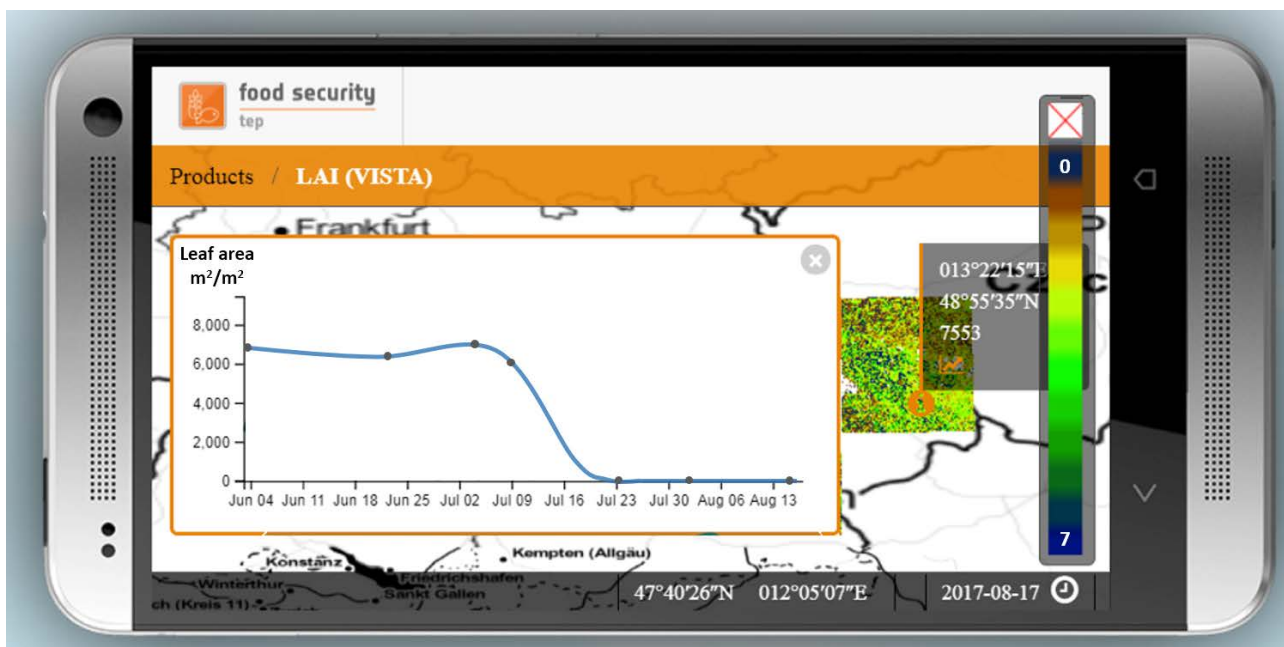 food security
tep
Products / LAI (VISTA)
0
Frankfurt
Leaf area
m²/m²
8,000
6,000
4,000
2,000
0
Jun 04 Jun 11 Jun 18 Jun 25 Jul 02 Jul 09 Jul 16 Jul 23 Jul 30 Aug 06 Aug 13
013°22'15"E
48°55'35"N
7553
7
Kempten (Allgäu)
Konstanz
Winterthur
Friedrichshafen
Sankt Gallen
ch (Kreis 11)
47°40'26"N 012°05'07"E
2017-08-17